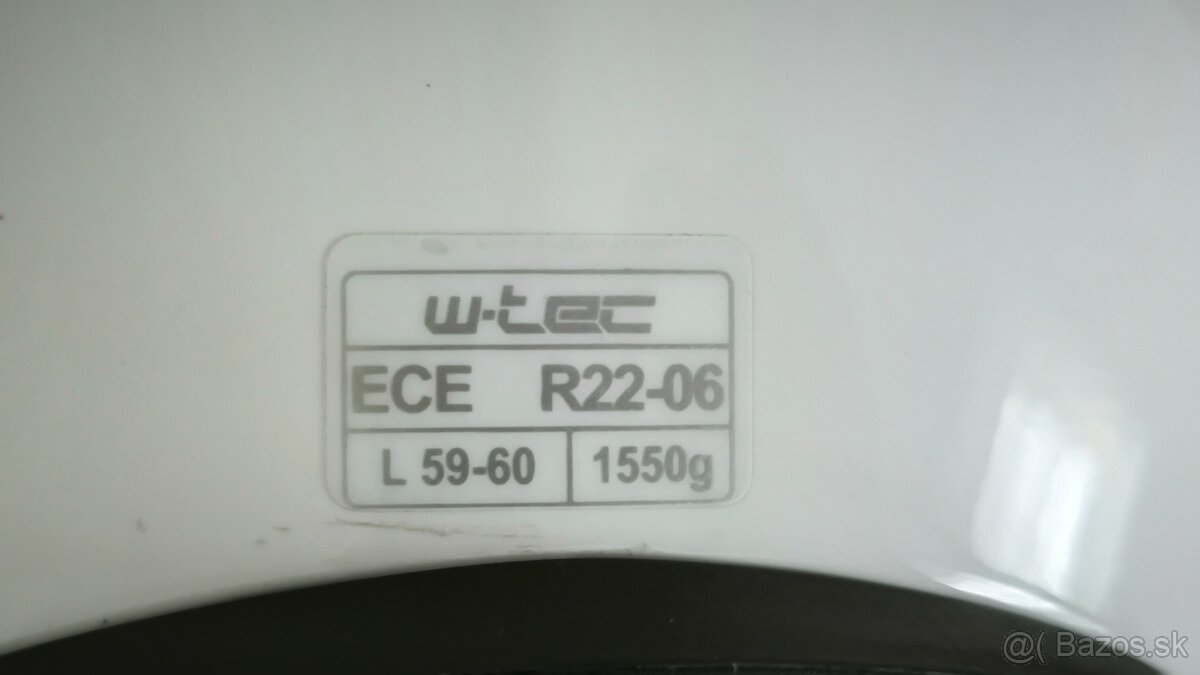 w-tec
ECE R22-06
L 59-60 1550g
@( Bazos.sk